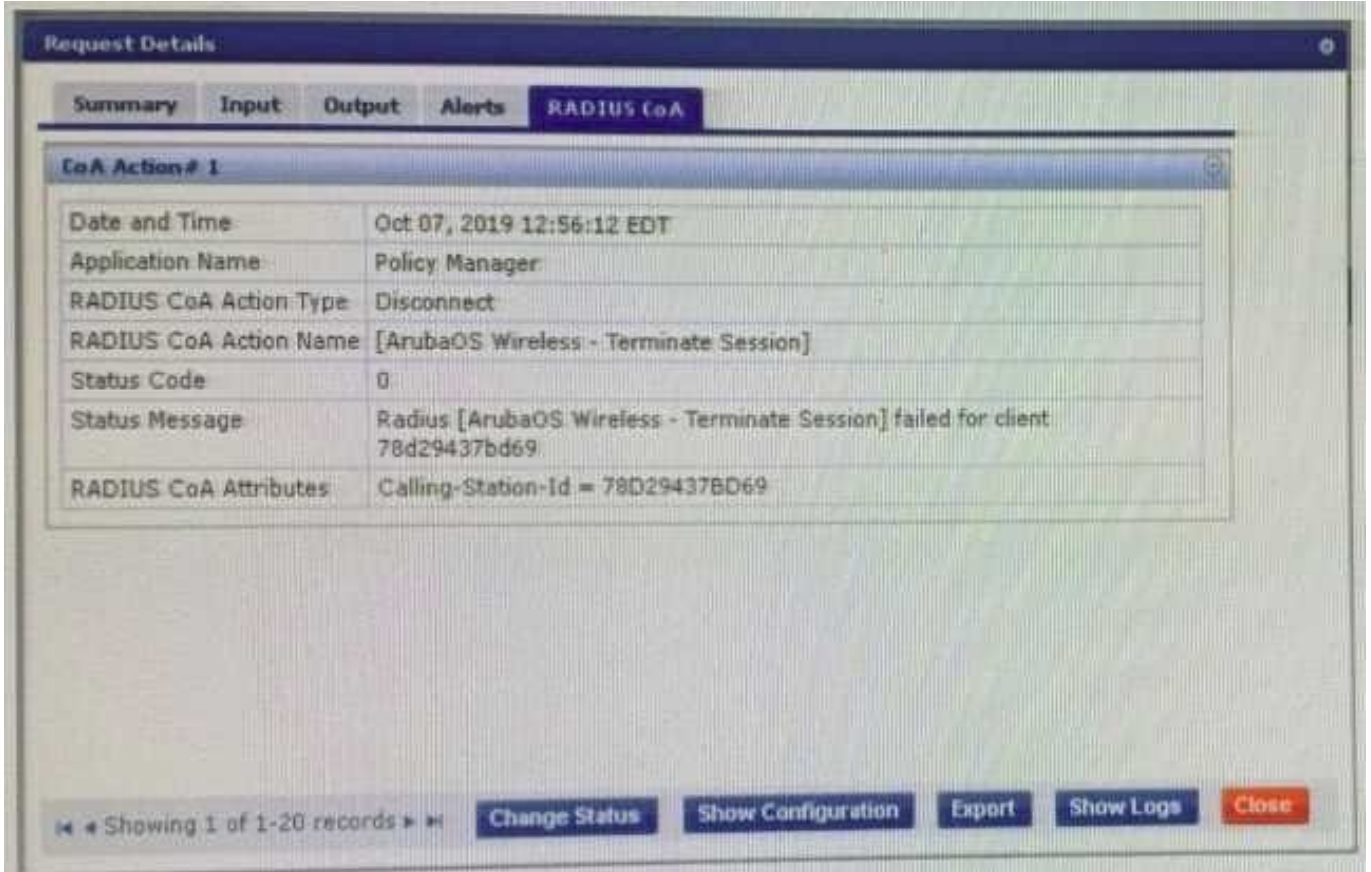 Request Details
Summary Input Output Alerts RADIUS CoA
CoA Action# 1
Date and Time Oct 07, 2019 12:56:12 EDT
Application Name Policy Manager
RADIUS CoA Action Type Disconnect
RADIUS CoA Action Name [ArubaOS Wireless - Terminate Session]
Status Code 0
Status Message Radius [ArubaOS Wireless - Terminate Session] failed for client
78d29437bd69
RADIUS CoA Attributes Calling-Station-Id = 78D29437BD69
Showing 1 of 1-20 records Change Status Show Configuration Export Show Logs Close